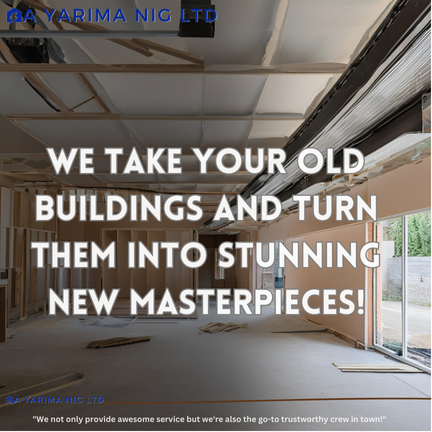 A YARIMA NIG LTD
WE TAKE YOUR OLD
BUILDINGS AND TURN
THEM INTO STUNNING
NEW MASTERPIECES!
A YARIMA NIG LTD
"We not only provide awesome service but we're also the go-to trustworthy crew in town!"